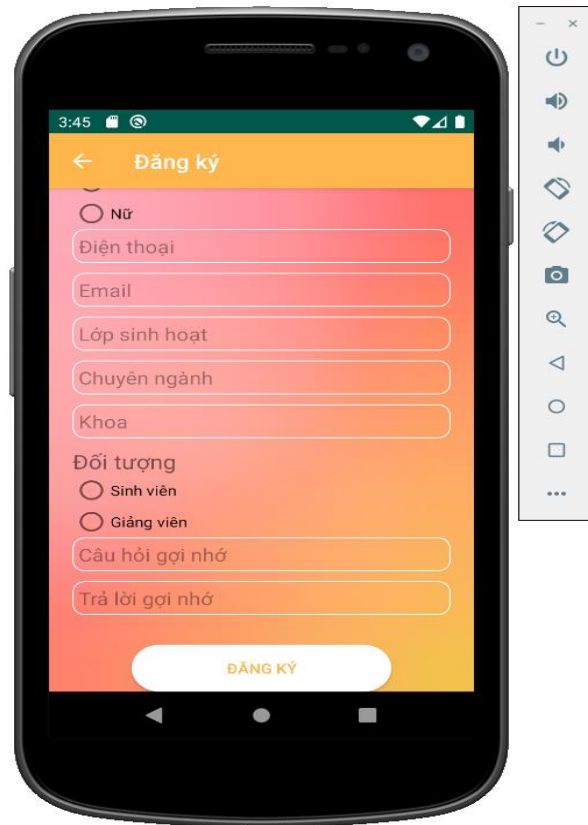 3:45
Đăng ký
Nữ
Điện thoại
Email
Lớp sinh hoạt
Chuyên ngành
Khoa
Đối tượng
Sinh viên
Giảng viên
Câu hỏi gợi nhớ
Trả lời gợi nhớ
ĐĂNG KÝ